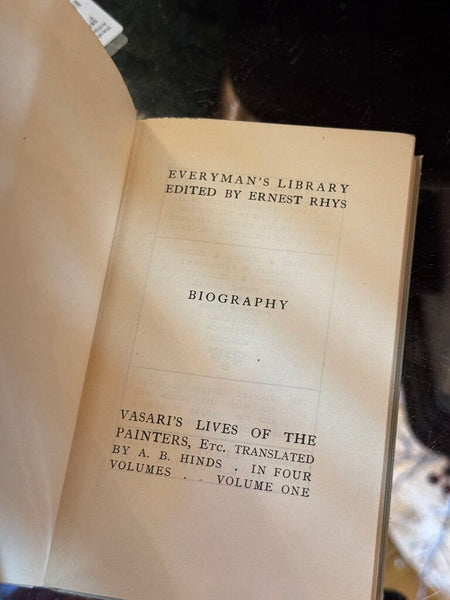 EVERYMAN'S LIBRARY
EDITED BY ERNEST RHYS
BIOGRAPHY
VASARI'S LIVES OF THE
PAINTERS, Etc. TRANSLATED
BY A. B. HINDS . IN FOUR
VOLUMES . . VOLUME ONE